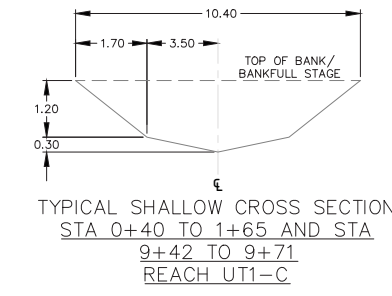 10.40
1.70 3.50
TOP OF BANK/
BANKFULL STAGE
1.20
0.30
℄
TYPICAL SHALLOW CROSS SECTION
STA 0+40 TO 1+65 AND STA
9+42 TO 9+71
REACH UT1-C